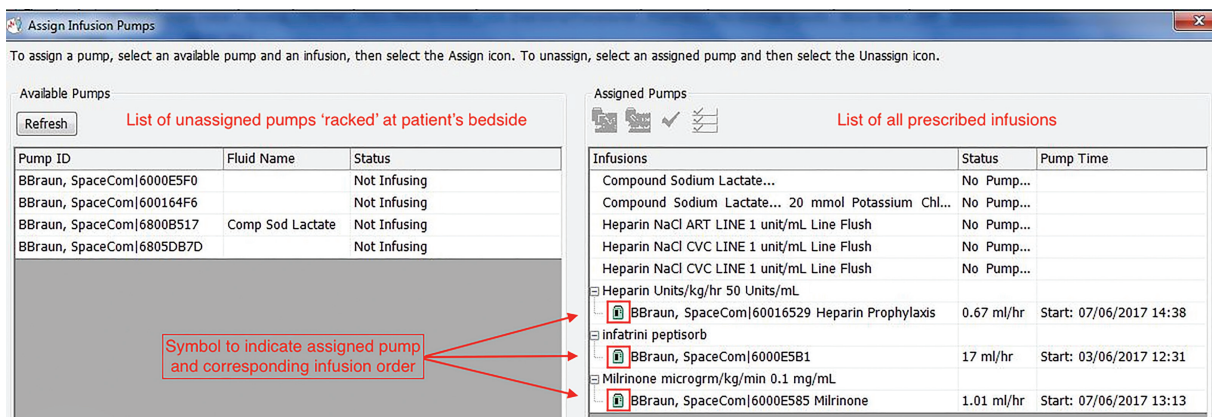 Assign Infusion Pumps
To assign a pump, select an available pump and an infusion, then select the Assign icon. To unassign, select an assigned pump and then select the Unassign icon.
Available Pumps
Refresh
List of unassigned pumps ‘racked’ at patient’s bedside
Pump ID Fluid Name Status
BBraun, SpaceCom|6000E5F0 Not Infusing
BBraun, SpaceCom|600164F6 Not Infusing
BBraun, SpaceCom|6800B517 Comp Sod Lactate Not Infusing
BBraun, SpaceCom|6805DB7D Not Infusing
Symbol to indicate assigned pump
and corresponding infusion order
Assigned Pumps
List of all prescribed infusions
Infusions Status Pump Time
Compound Sodium Lactate... No Pump...
Compound Sodium Lactate... 20 mmol Potassium Chl... No Pump...
Heparin NaCl ART LINE 1 unit/mL Line Flush No Pump...
Heparin NaCl CVC LINE 1 unit/mL Line Flush No Pump...
Heparin NaCl CVC LINE 1 unit/mL Line Flush No Pump...
Heparin Units/kg/hr 50 Units/mL
BBraun, SpaceCom|60016529 Heparin Prophylaxis 0.67 ml/hr Start: 07/06/2017 14:38
infatrini peptisorb
BBraun, SpaceCom|6000E5B1 17 ml/hr Start: 03/06/2017 12:31
Milrinone microgrm/kg/min 0.1 mg/mL
BBraun, SpaceCom|6000E585 Milrinone 1.01 ml/hr Start: 07/06/2017 13:13